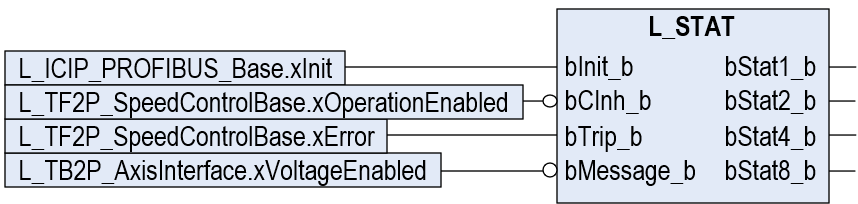 L_STAT
L_ICIP_PROFIBUS_Base.xInit bInit_b bStat1_b
L_TF2P_SpeedControlBase.xOperationEnabled bCInh_b bStat2_b
L_TF2P_SpeedControlBase.xError bTrip_b bStat4_b
L_TB2P_AxisInterface.xVoltageEnabled bMessage_b bStat8_b